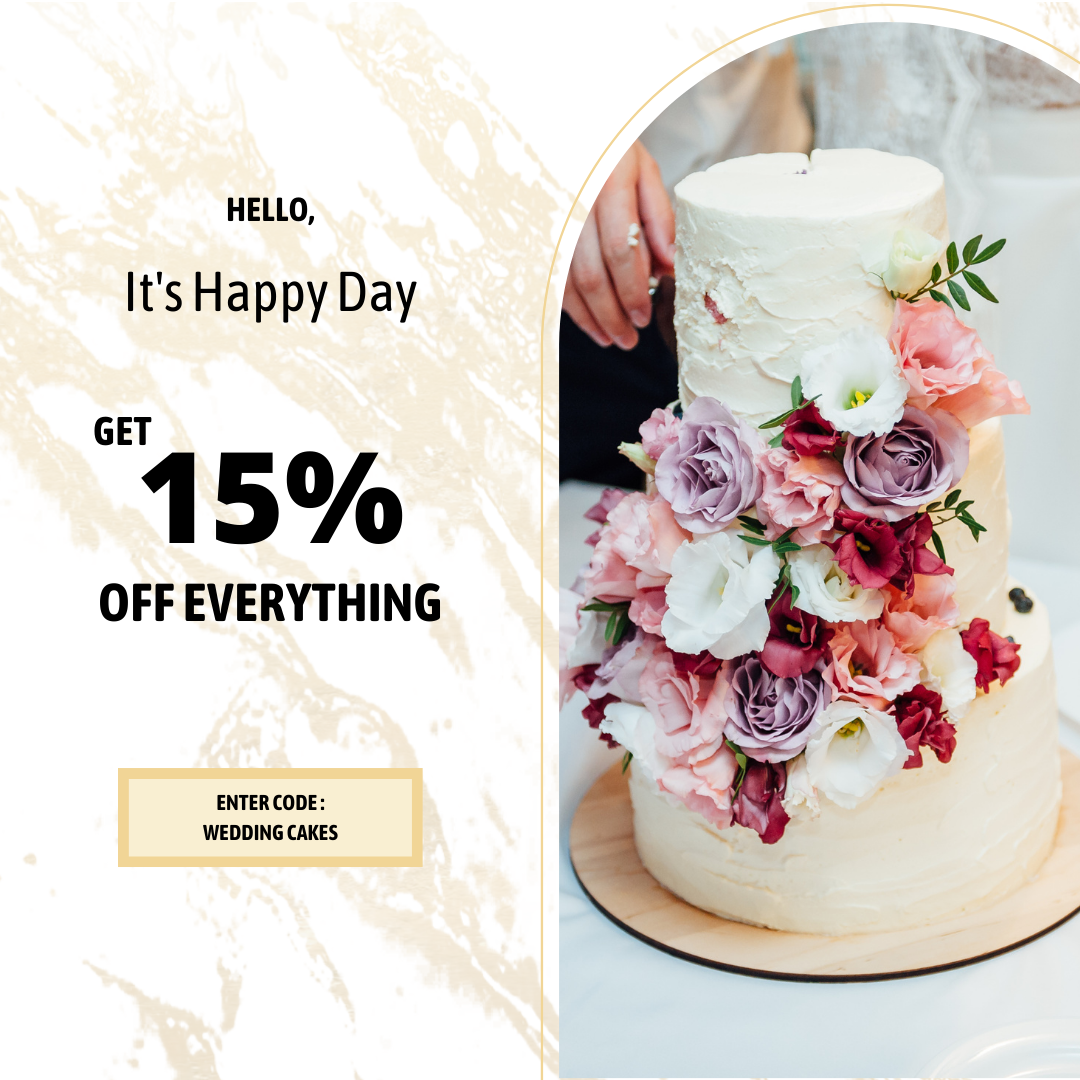 HELLO,
It's Happy Day
GET
15%
OFF EVERYTHING
ENTER CODE :
WEDDING CAKES